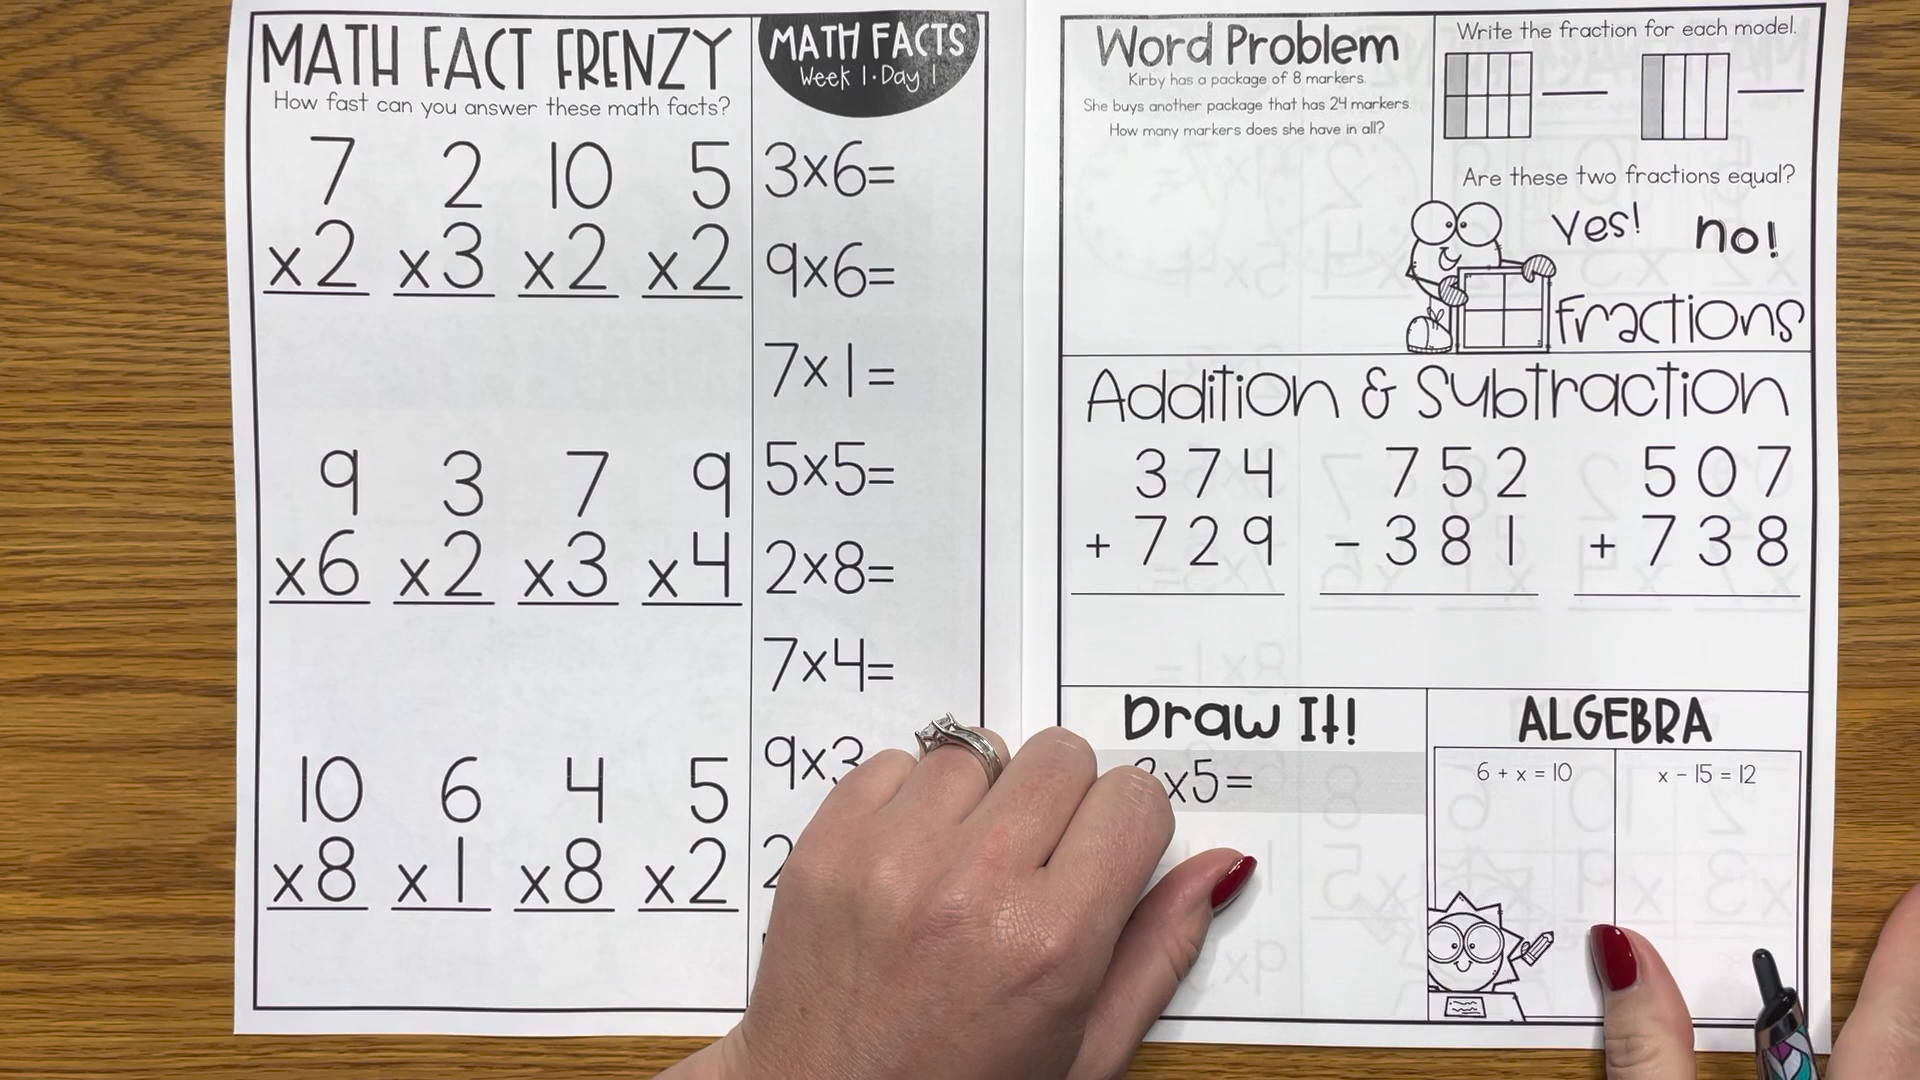 MATH FACT FRENZY
How fast can you answer these math facts?
7 2 10 5
x2 x3 x2 x2
9 3 7 9
x6 x2 x3 x4
10 6 4 5
x8 x1 x8 x2
MATH FACTS
Week 1·Day 1
3x6=
9x6=
7x1=
5x5=
2x8=
7x4=
9x3
2
Word Problem
Kirby has a package of 8 markers.
She buys another package that has 24 markers.
How many markers does she have in all?
Write the fraction for each model.
Are these two fractions equal?
Yes! no!
Fractions
Addition & Subtraction
374 752 507
+ 729 - 381 + 738
Draw It!
x5=
ALGEBRA
6 + x = 10
x - 15 = 12